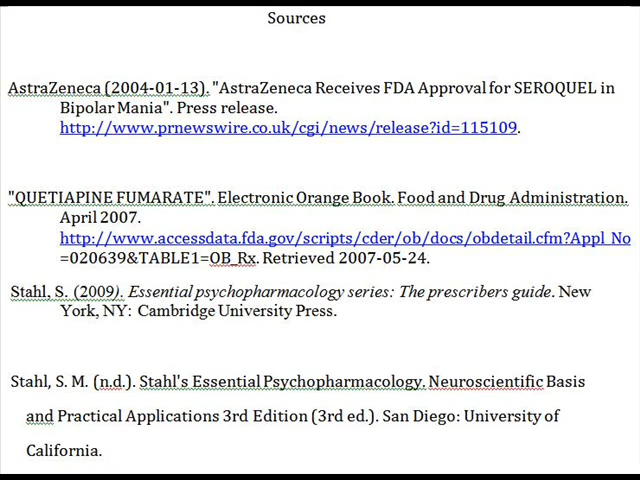 Sources
AstraZeneca (2004-01-13). "AstraZeneca Receives FDA Approval for SEROQUEL in
Bipolar Mania". Press release.
http://www.prnewswire.co.uk/cgi/news/release?id=115109.
"QUETIAPINE FUMARATE". Electronic Orange Book. Food and Drug Administration.
April 2007.
http://www.accessdata.fda.gov/scripts/cder/ob/docs/obdetail.cfm?Appl_No
=020639&TABLE1=OB_Rx. Retrieved 2007-05-24.
Stahl, S. (2009). Essential psychopharmacology series: The prescribers guide. New
York, NY: Cambridge University Press.
Stahl, S. M. (n.d.). Stahl's Essential Psychopharmacology. Neuroscientific Basis
and Practical Applications 3rd Edition (3rd ed.). San Diego: University of
California.